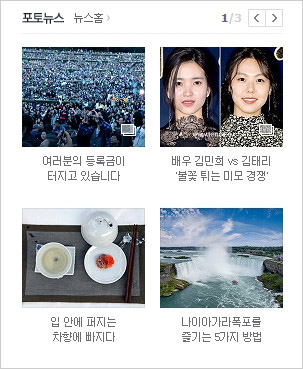 포토뉴스 뉴스홈 ›
1/3 < >
여러분의 등록금이
터지고 있습니다
배우 김민희 vs 김태리
'불꽃 튀는 미모 경쟁'
입 안에 퍼지는
차향에 빠지다
나이아가라폭포를
즐기는 5가지 방법